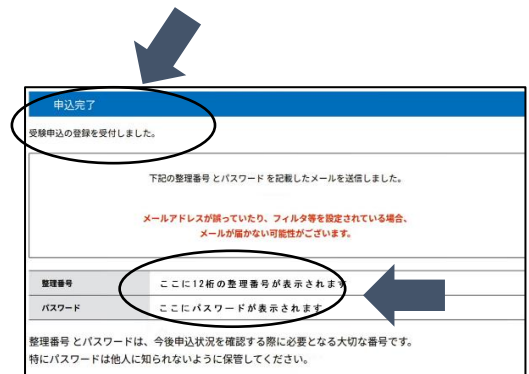 申込完了
受験申込の登録を受付しました。
下記の整理番号とパスワードを記載したメールを送信しました。
メールアドレスが誤っていたり、フィルタ等を設定されている場合、
メールが届かない可能性がございます。
整理番号 ここに12桁の整理番号が表示されます
パスワード ここにパスワードが表示されます
整理番号とパスワードは、今後申込状況を確認する際に必要となる大切な番号です。
特にパスワードは他人に知られないように保管してください。